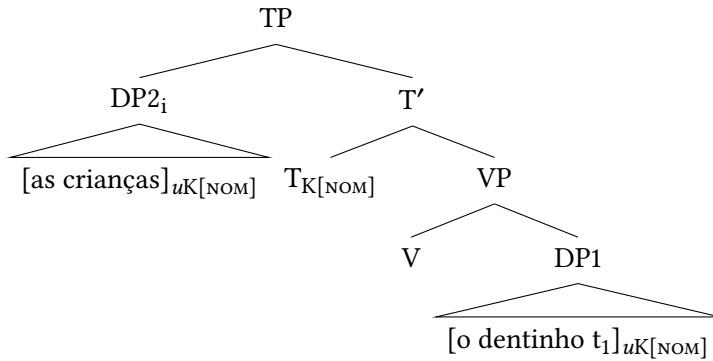 TP
DP2i T′
[as crianças]uK[NOM] TK[NOM] VP
V DP1
[o dentinho t1]uK[NOM]